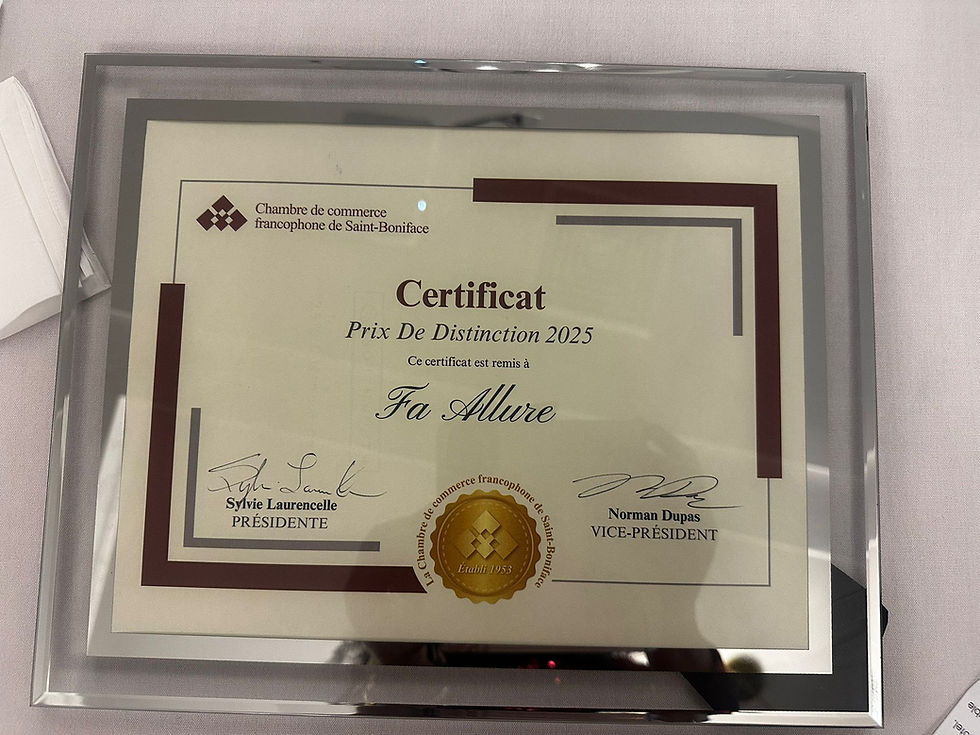 Chambre de commerce
francophone de Saint-Boniface
Certificat
Prix De Distinction 2025
Ce certificat est remis à
Fa Allure
Sylvie Laurencelle
PRÉSIDENTE
La Chambre de commerce francophone de Saint-Boniface
Établi 1953
Norman Dupas
VICE-PRÉSIDENT